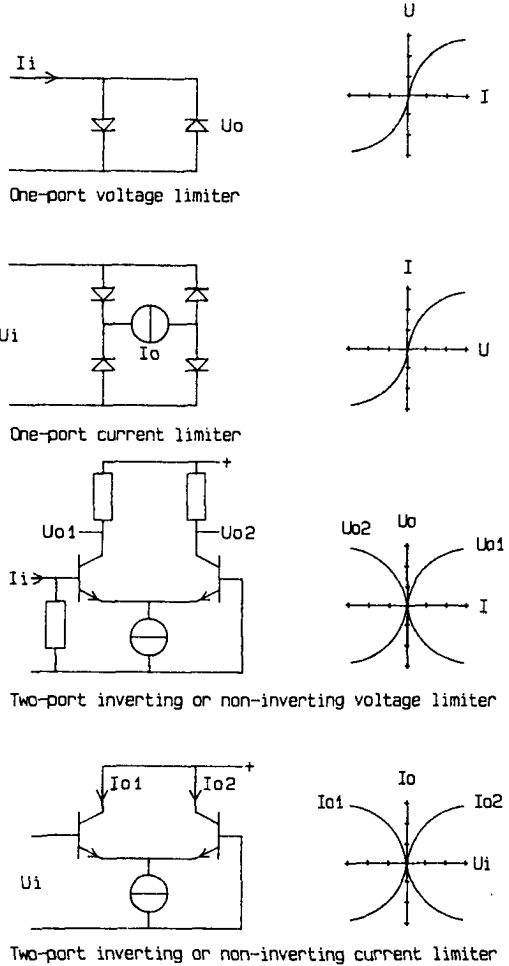 U
Ii
Uo
I
One-port voltage limiter
I
Ui
Io
U
One-port current limiter
+
Uo1
Uo2
Uo2
Uo
Uo1
Ii
I
Two-port inverting or non-inverting voltage limiter
+
Io1
Io2
Io
Io1
Io2
Ui
Ui
Two-port inverting or non-inverting current limiter